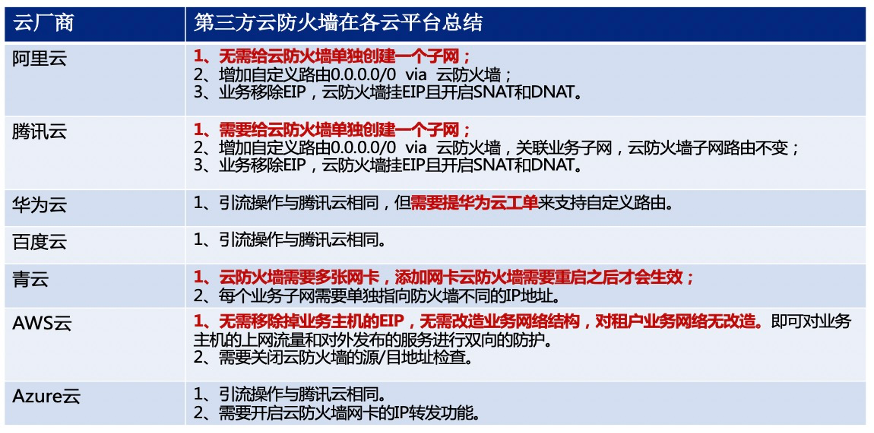 云厂商
第三方云防火墙在各云平台总结
阿里云
1、无需给云防火墙单独创建一个子网；
2、增加自定义路由0.0.0.0/0 via 云防火墙；
3、业务移除EIP，云防火墙挂EIP且开启SNAT和DNAT。
腾讯云
1、需要给云防火墙单独创建一个子网；
2、增加自定义路由0.0.0.0/0 via 云防火墙，关联业务子网，云防火墙子网路由不变；
3、业务移除EIP，云防火墙挂EIP且开启SNAT和DNAT。
华为云
1、引流操作与腾讯云相同，但需要提华为云工单来支持自定义路由。
百度云
1、引流操作与腾讯云相同。
青云
1、云防火墙需要多张网卡，添加网卡云防火墙需要重启之后才会生效；
2、每个业务子网需要单独指向防火墙不同的IP地址。
AWS云
1、无需移除掉业务主机的EIP，无需改造业务网络结构，对租户业务网络无改造。即可对业务
主机的上网流量和对外发布的服务进行双向的防护。
2、需要关闭云防火墙的源/目地址检查。
Azure云
1、引流操作与腾讯云相同。
2、需要开启云防火墙网卡的IP转发功能。